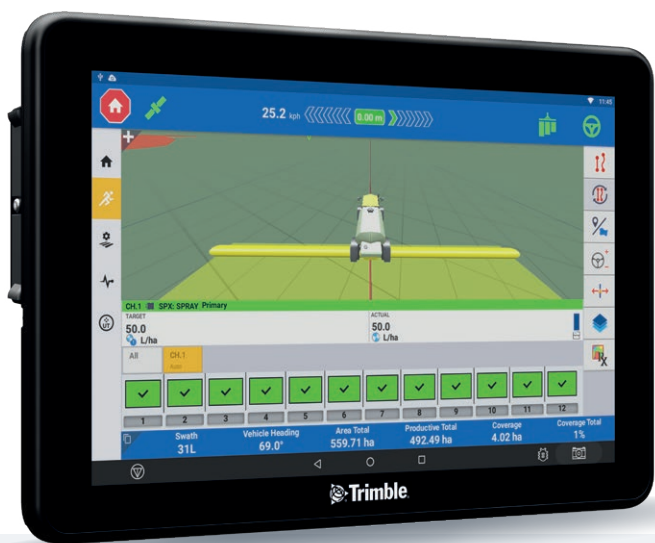 11:45
25.2 kph 0.00 m
CH.1 SPX: SPRAY Primary
TARGET
50.0
L/ha
ACTUAL
50.0
L/ha
All
CH.1
1 2 3 4 5 6 7 8 9 10 11 12
Swath
31L
Vehicle Heading
69.0°
Area Total
559.71 ha
Productive Total
492.49 ha
Coverage
4.02 ha
Coverage Total
1%
UT
Rx
Trimble